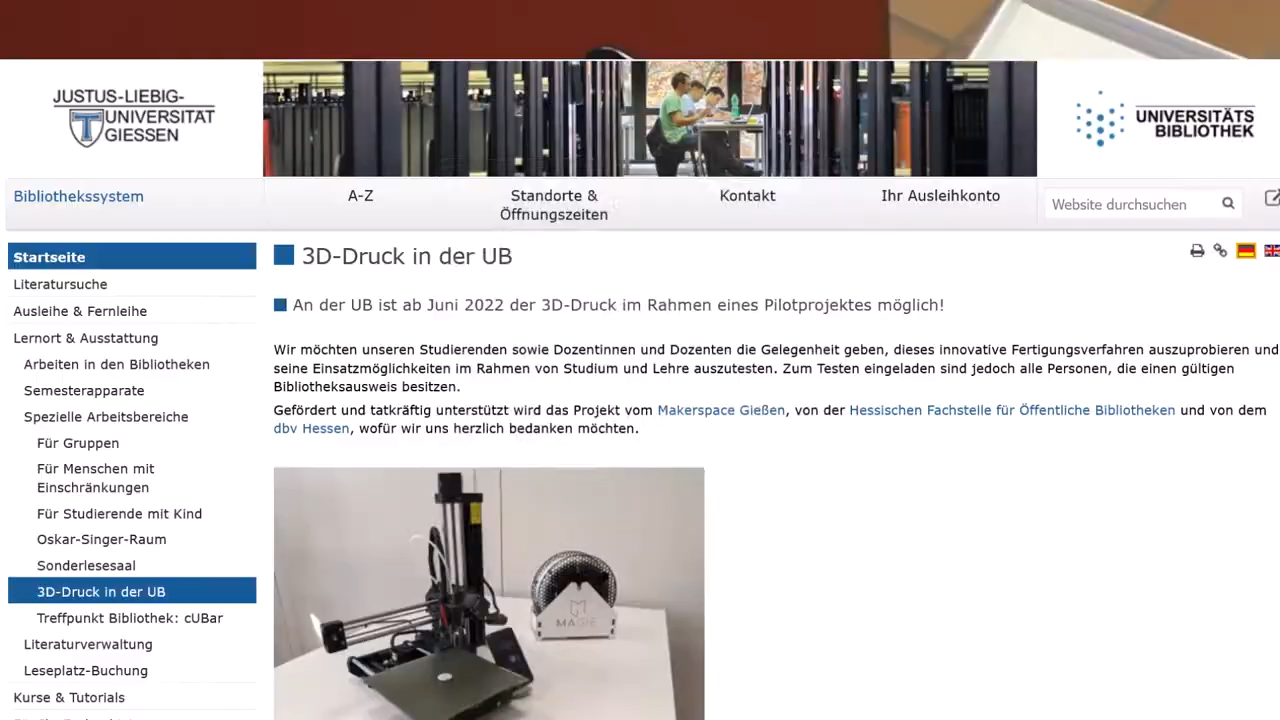 JUSTUS-LIEBIG-
UNIVERSITÄT
GIESSEN
UNIVERSITÄTS
BIBLIOTHEK
Bibliothekssystem
A-Z
Standorte &
Öffnungszeiten
Kontakt
Ihr Ausleihkonto
Website durchsuchen
Startseite
Literatursuche
Ausleihe & Fernleihe
Lernort & Ausstattung
Arbeiten in den Bibliotheken
Semesterapparate
Spezielle Arbeitsbereiche
Für Gruppen
Für Menschen mit
Einschränkungen
Für Studierende mit Kind
Oskar-Singer-Raum
Sonderlesesaal
3D-Druck in der UB
Treffpunkt Bibliothek: cUBar
Literaturverwaltung
Leseplatz-Buchung
Kurse & Tutorials
3D-Druck in der UB
An der UB ist ab Juni 2022 der 3D-Druck im Rahmen eines Pilotprojektes möglich!
Wir möchten unseren Studierenden sowie Dozentinnen und Dozenten die Gelegenheit geben, dieses innovative Fertigungsverfahren auszuprobieren und
seine Einsatzmöglichkeiten im Rahmen von Studium und Lehre auszutesten. Zum Testen eingeladen sind jedoch alle Personen, die einen gültigen
Bibliotheksausweis besitzen.
Gefördert und tatkräftig unterstützt wird das Projekt vom Makerspace Gießen, von der Hessischen Fachstelle für Öffentliche Bibliotheken und von dem
dbv Hessen, wofür wir uns herzlich bedanken möchten.
MAGIE